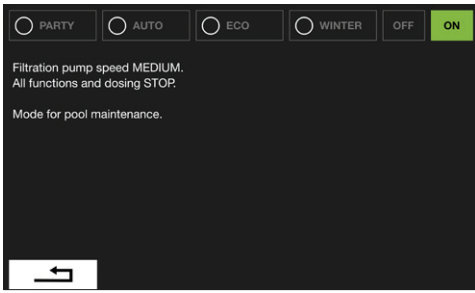 PARTY AUTO ECO WINTER OFF ON
Filtration pump speed MEDIUM.
All functions and dosing STOP.
Mode for pool maintenance.